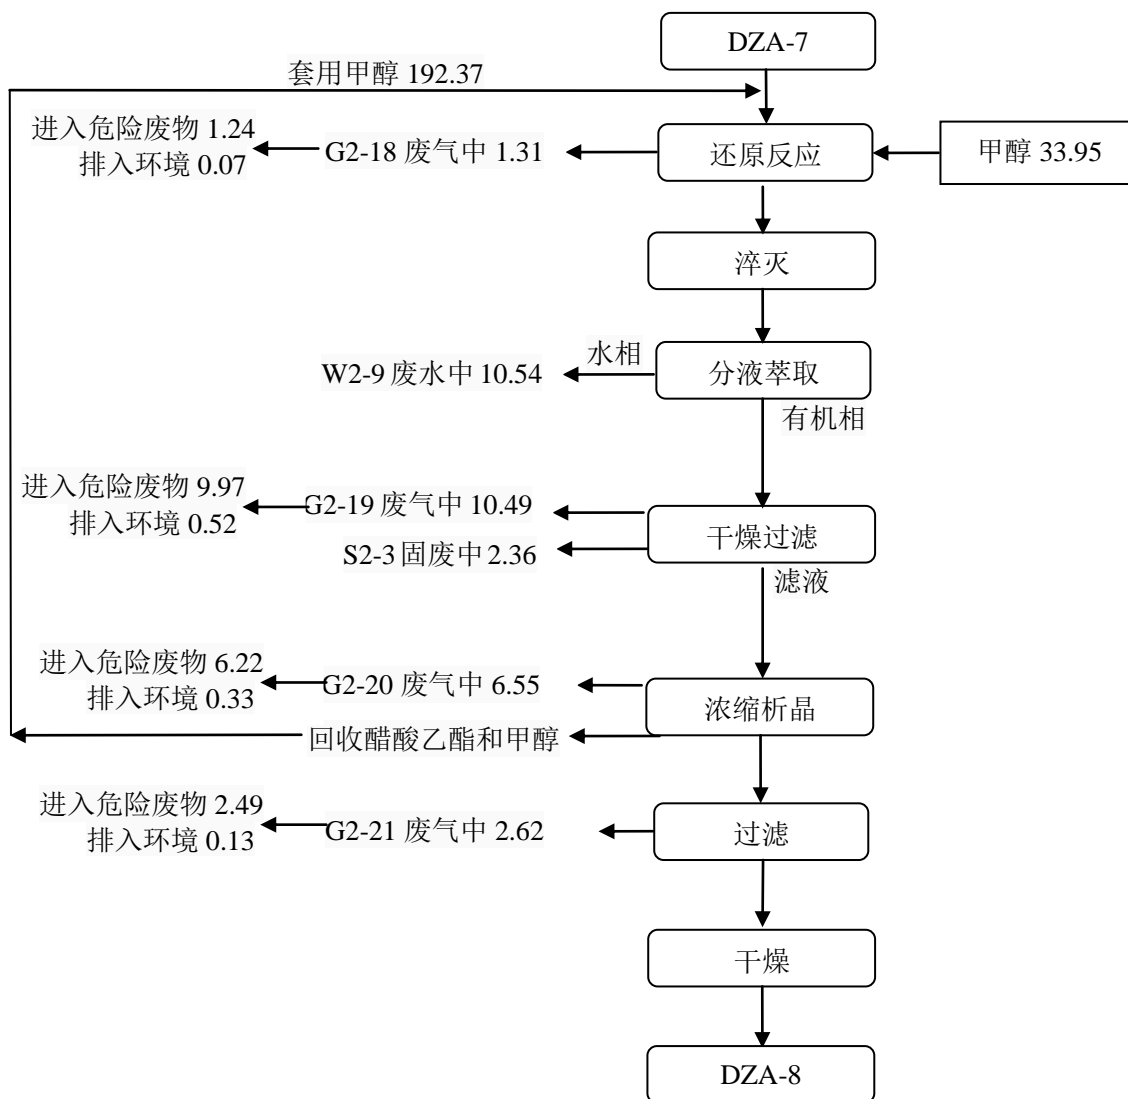 DZA-7
套用甲醇 192.37
进入危险废物 1.24
排入环境 0.07
G2-18 废气中 1.31
还原反应
甲醇 33.95
淬灭
水相
W2-9 废水中 10.54
分液萃取
有机相
进入危险废物 9.97
排入环境 0.52
G2-19 废气中 10.49
S2-3 固废中 2.36
干燥过滤
滤液
进入危险废物 6.22
排入环境 0.33
G2-20 废气中 6.55
浓缩析晶
回收醋酸乙酯和甲醇
进入危险废物 2.49
排入环境 0.13
G2-21 废气中 2.62
过滤
干燥
DZA-8